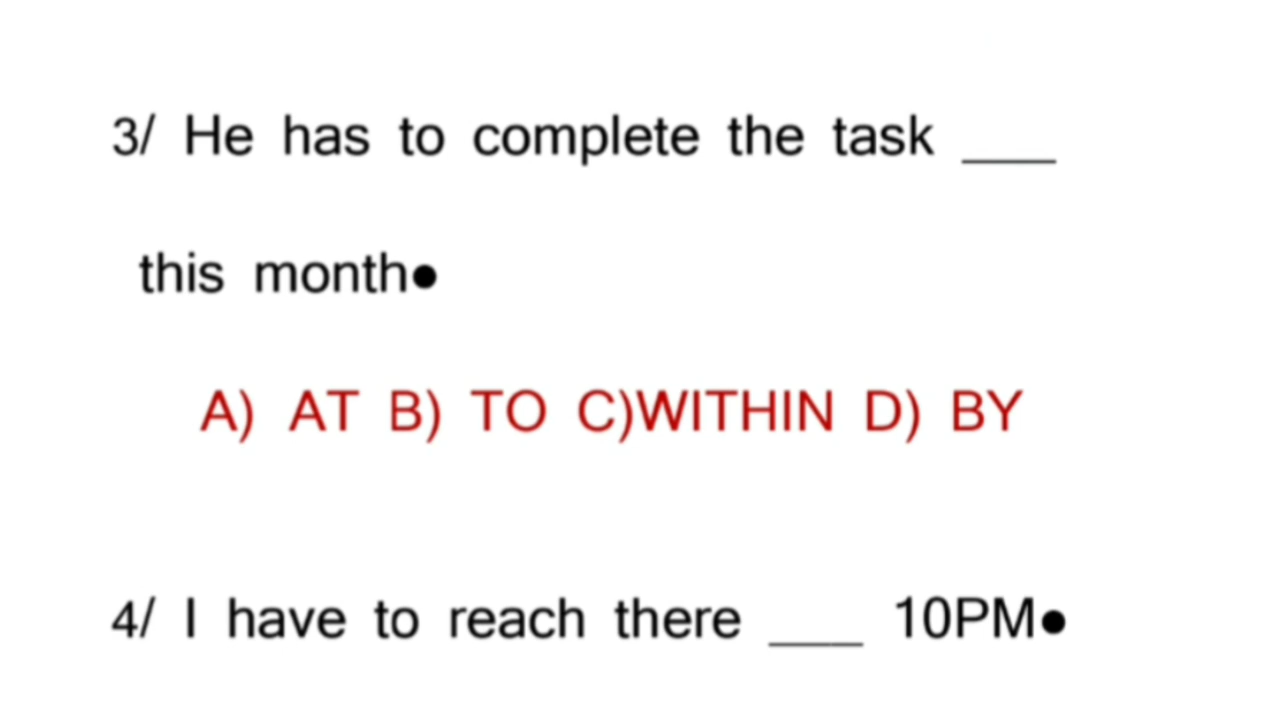 3/ He has to complete the task ___
this month●
A) AT B) TO C)WITHIN D) BY
4/ I have to reach there ___ 10PM●